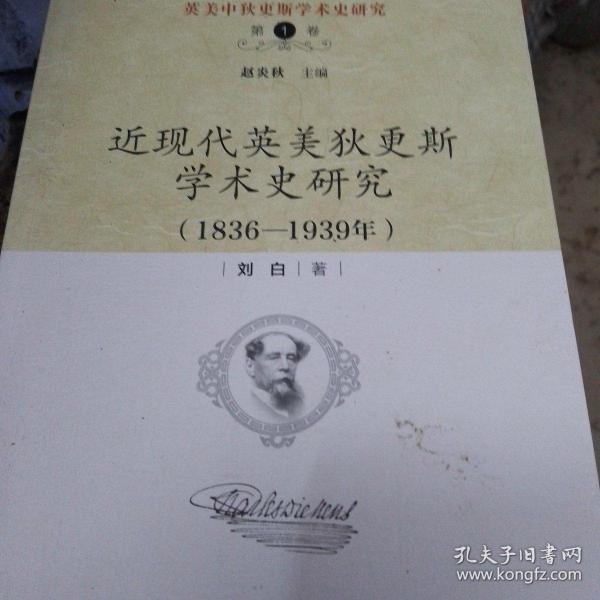 英美中狄更斯学术史研究
第1卷
赵炎秋 主编
近现代英美狄更斯
学术史研究
(1836—1939年)
刘 白 著
Charles Dickens
孔夫子旧书网
www.kongfz.com